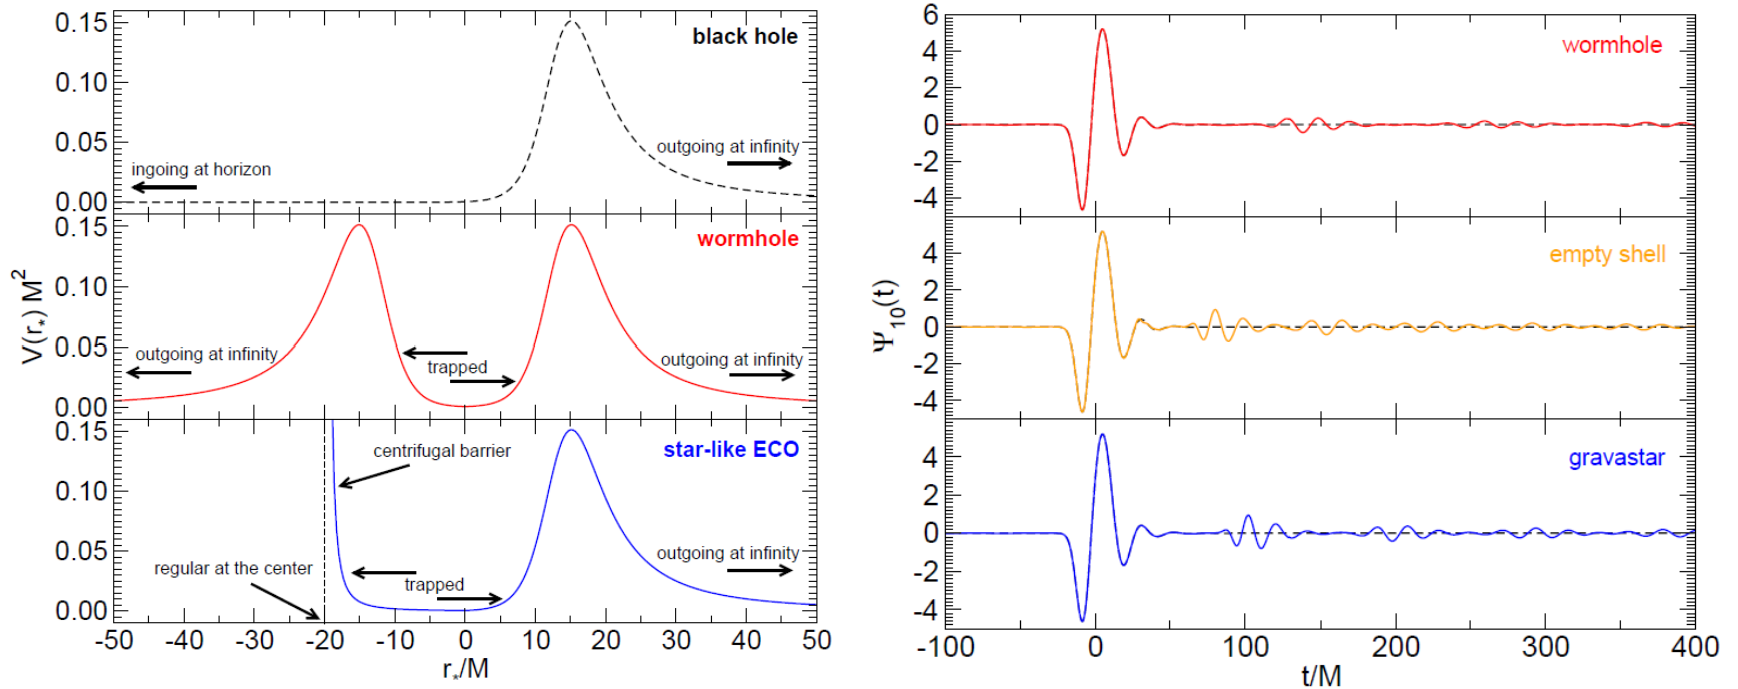 0.15
black hole
0.10
0.05
outgoing at infinity
ingoing at horizon
0.00
0.15
wormhole
0.10
V(r*) M²
0.05
outgoing at infinity
trapped
outgoing at infinity
0.00
0.15
star-like ECO
centrifugal barrier
0.10
0.05
outgoing at infinity
regular at the center
trapped
0.00
-50 -40 -30 -20 -10 0 10 20 30 40 50
r*/M
6
wormhole
4
2
0
-2
-4
empty shell
4
2
Ψ10(t)
0
-2
-4
gravastar
4
2
0
-2
-4
-100 0 100 200 300 400
t/M